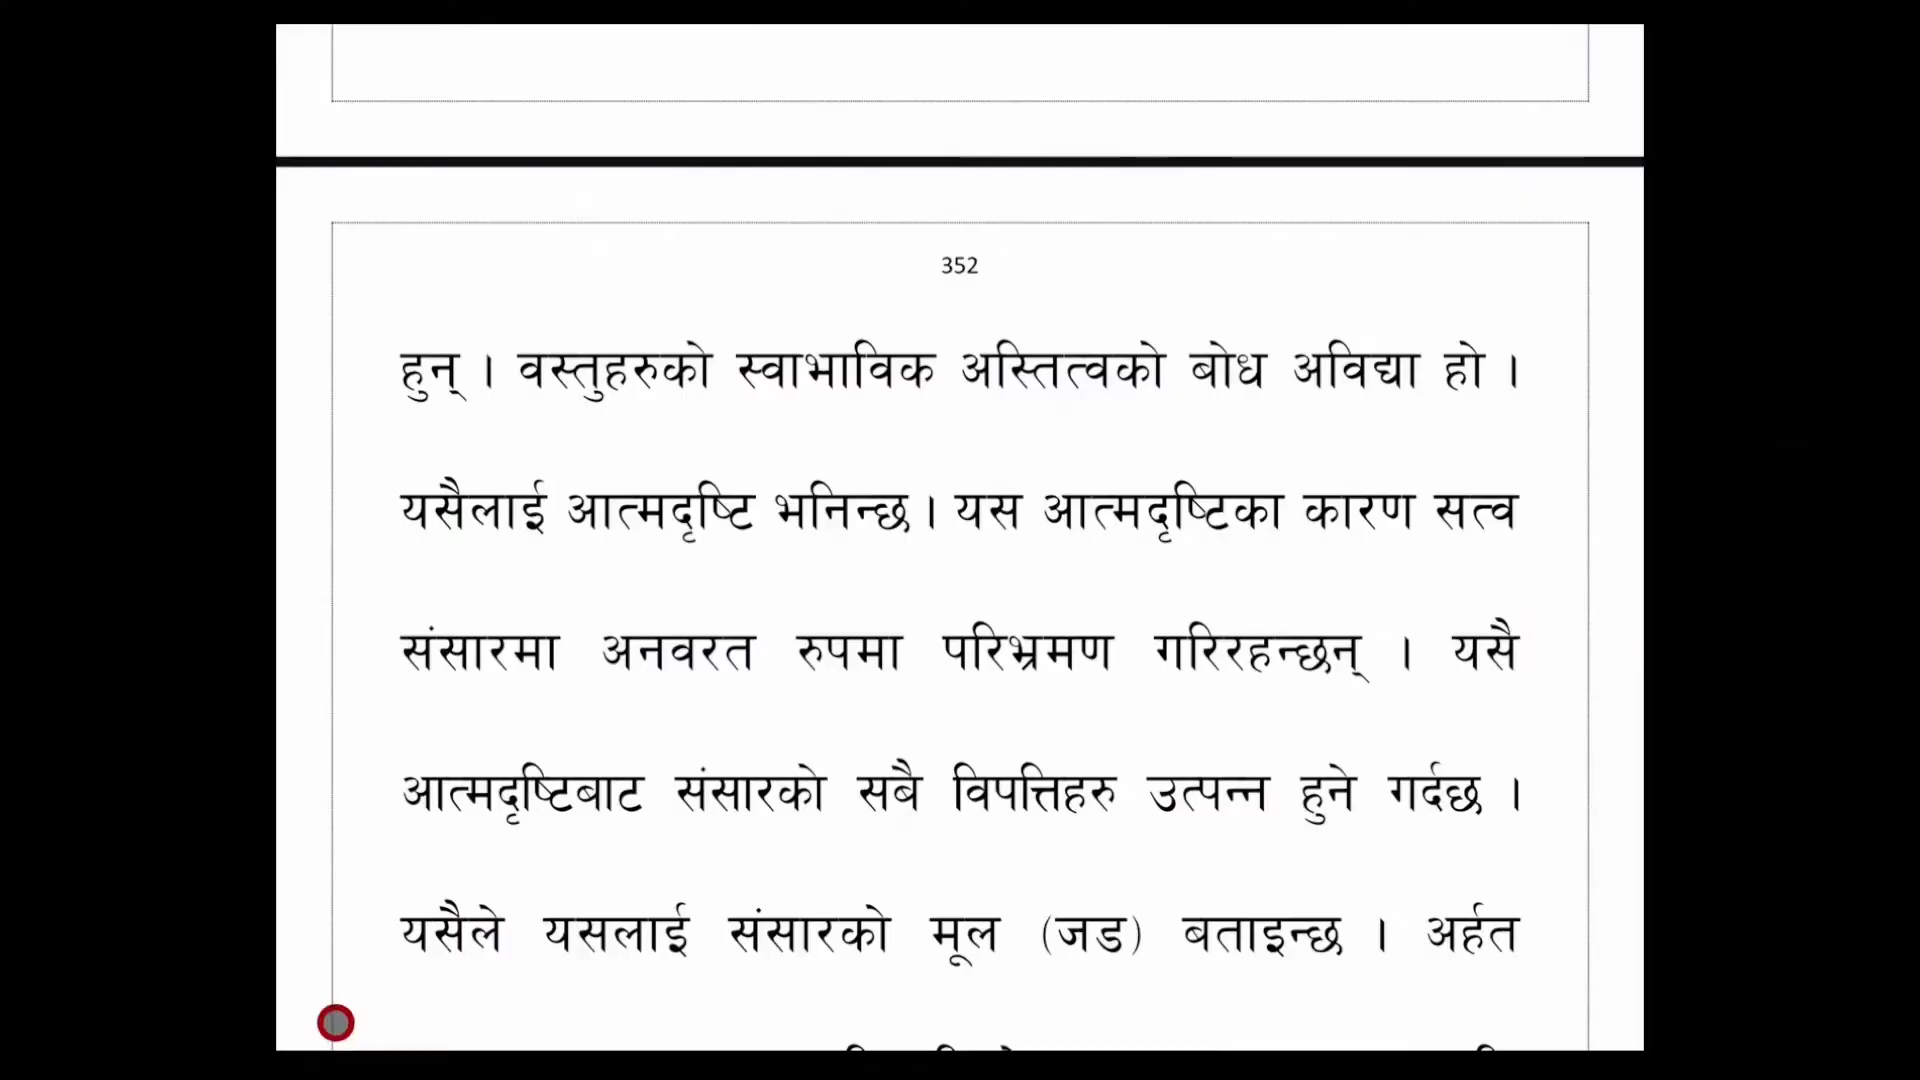 352
हुन् । वस्तुहरुको स्वाभाविक अस्तित्वको बोध अविद्या हो ।
यसैलाई आत्मदृष्टि भनिन्छ । यस आत्मदृष्टिका कारण सत्व
संसारमा अनवरत रुपमा परिभ्रमण गरिरहन्छन् । यसै
आत्मदृष्टिबाट संसारको सबै विपत्तिहरु उत्पन्न हुने गर्दछ ।
यसैले यसलाई संसारको मूल (जड) बताइन्छ । अर्हत